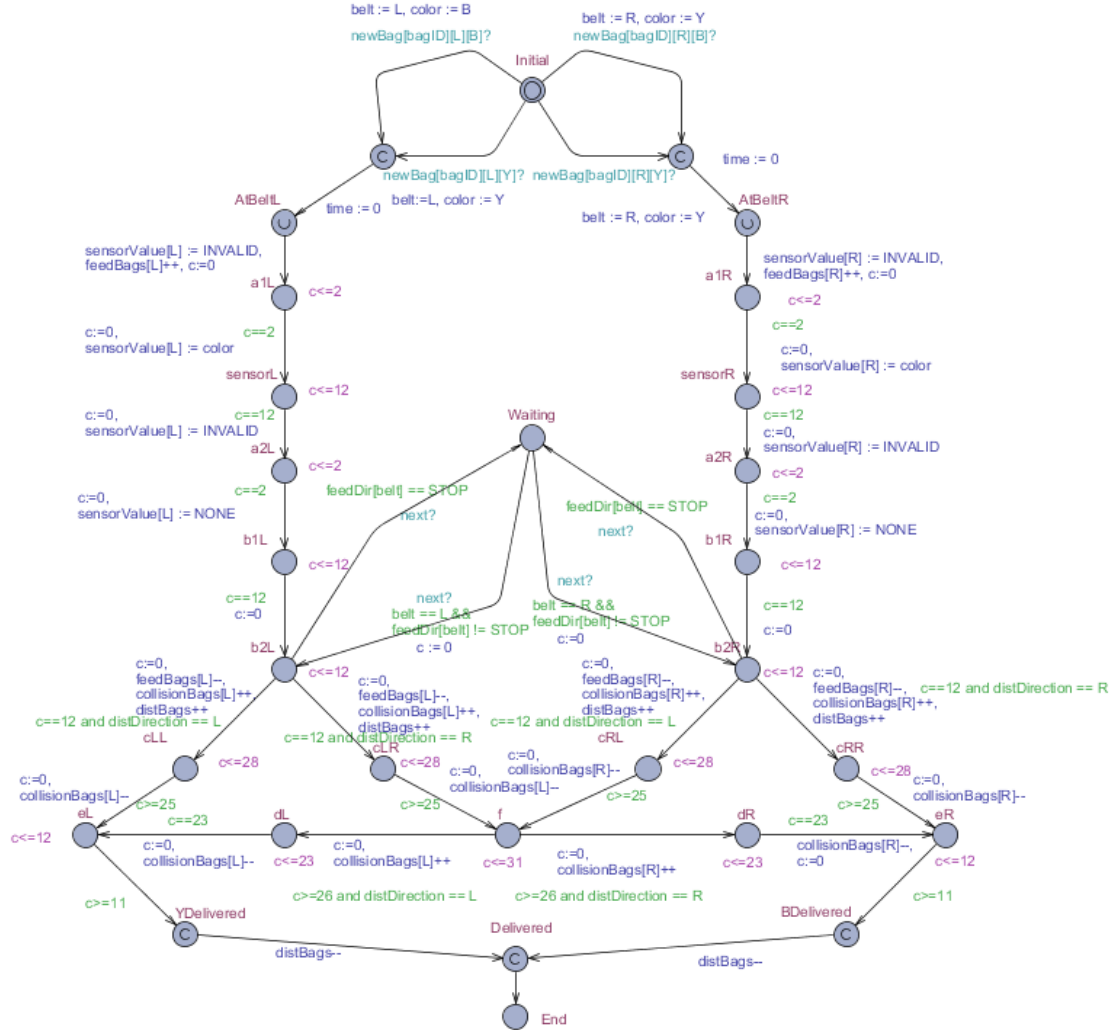 belt := L, color := B
belt := R, color := Y
newBag[bagID][L][B]?
newBag[bagID][R][B]?
Initial
C
C
time := 0
newBag[bagID][L][Y]?
newBag[bagID][R][Y]?
AtBeltL
belt:=L, color := Y
AtBeltR
time := 0
belt := R, color := Y
sensorValue[L] := INVALID,
feedBags[L]++, c:=0
sensorValue[R] := INVALID,
feedBags[R]++, c:=0
a1L
c<=2
a1R
c<=2
c:=0,
sensorValue[L] := color
c==2
c==2
c:=0,
sensorValue[R] := color
sensorL
c<=12
sensorR
c<=12
c:=0,
sensorValue[L] := INVALID
c==12
Waiting
c==12
c:=0,
sensorValue[R] := INVALID
a2L
c<=2
a2R
c<=2
c==2
c:=0,
sensorValue[L] := NONE
feedDir[belt] == STOP
next?
feedDir[belt] == STOP
next?
c==2
c:=0,
sensorValue[R] := NONE
b1L
c<=12
b1R
c<=12
c==12
c:=0
next?
belt == L &&
feedDir[belt] != STOP
c := 0
next?
belt == R &&
feedDir[belt] != STOP
c:=0
c==12
c:=0
b2L
c<=12
b2R
c<=12
c:=0,
feedBags[L]--,
collisionBags[L]++,
distBags++
c:=0,
feedBags[L]--,
collisionBags[L]++,
distBags++
c:=0,
feedBags[R]--,
collisionBags[R]++,
distBags++
c:=0,
feedBags[R]--,
collisionBags[R]++,
distBags++
c==12 and distDirection == R
c==12 and distDirection == L
c==12 and distDirection == R
c==12 and distDirection == L
cLL
c<=28
cLR
c<=28
cRL
c<=28
cRR
c<=28
c:=0,
collisionBags[L]--
c:=0,
collisionBags[L]--
c:=0,
collisionBags[R]--
c:=0,
collisionBags[R]--
c>=25
c>=25
c>=25
c>=25
eL
c==23
dL
f
dR
c==23
eR
c<=12
c:=0,
collisionBags[L]--
c<=23
c:=0,
collisionBags[L]++
c<=31
c:=0,
collisionBags[R]++
c<=23
collisionBags[R]--,
c:=0
c<=12
c>=11
c>=26 and distDirection == L
c>=26 and distDirection == R
c>=11
YDelivered
Delivered
BDelivered
C
C
C
distBags--
distBags--
End